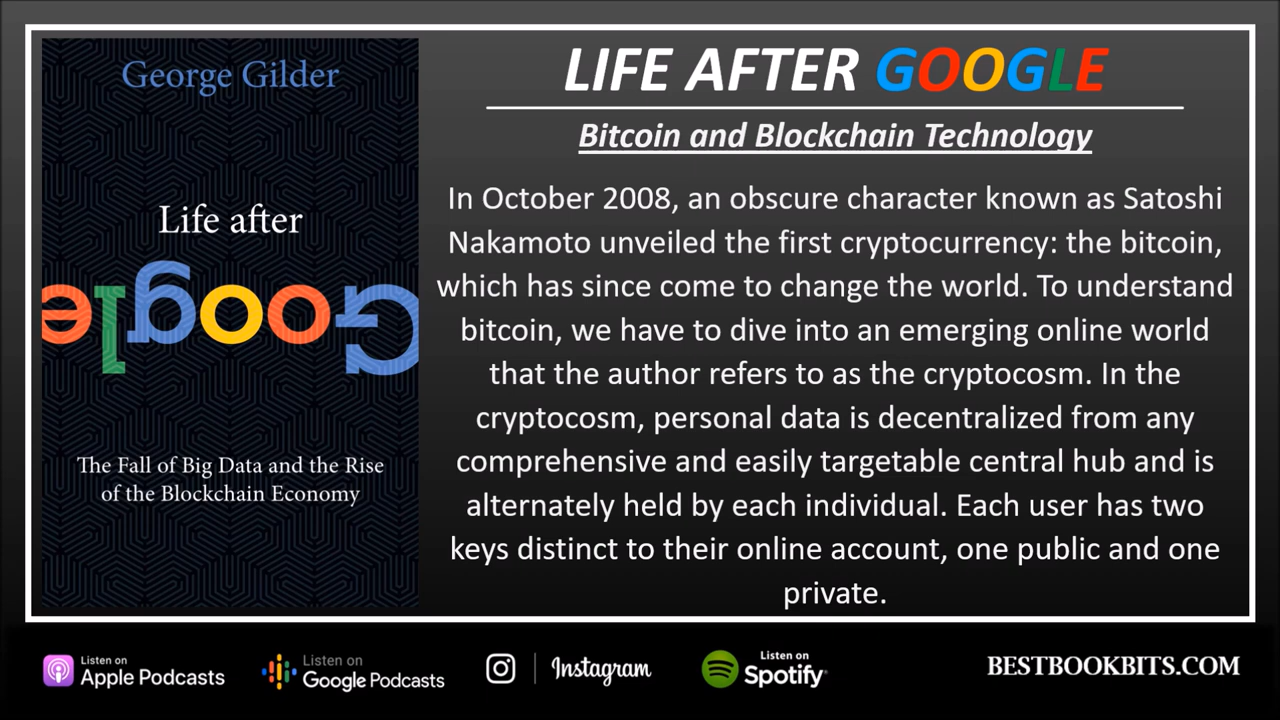 George Gilder
Life after
Google
The Fall of Big Data and the Rise
of the Blockchain Economy
LIFE AFTER GOOGLE
Bitcoin and Blockchain Technology
In October 2008, an obscure character known as Satoshi
Nakamoto unveiled the first cryptocurrency: the bitcoin,
which has since come to change the world. To understand
bitcoin, we have to dive into an emerging online world
that the author refers to as the cryptocosm. In the
cryptocosm, personal data is decentralized from any
comprehensive and easily targetable central hub and is
alternately held by each individual. Each user has two
keys distinct to their online account, one public and one
private.
Listen on
Apple Podcasts
Listen on
Google Podcasts
Instagram
Listen on
Spotify
BESTBOOKBITS.COM